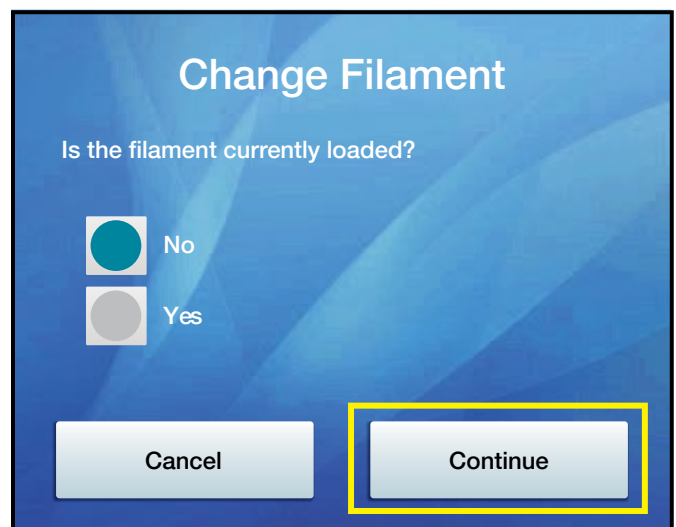 Change Filament
Is the filament currently loaded?
No
Yes
Cancel
Continue